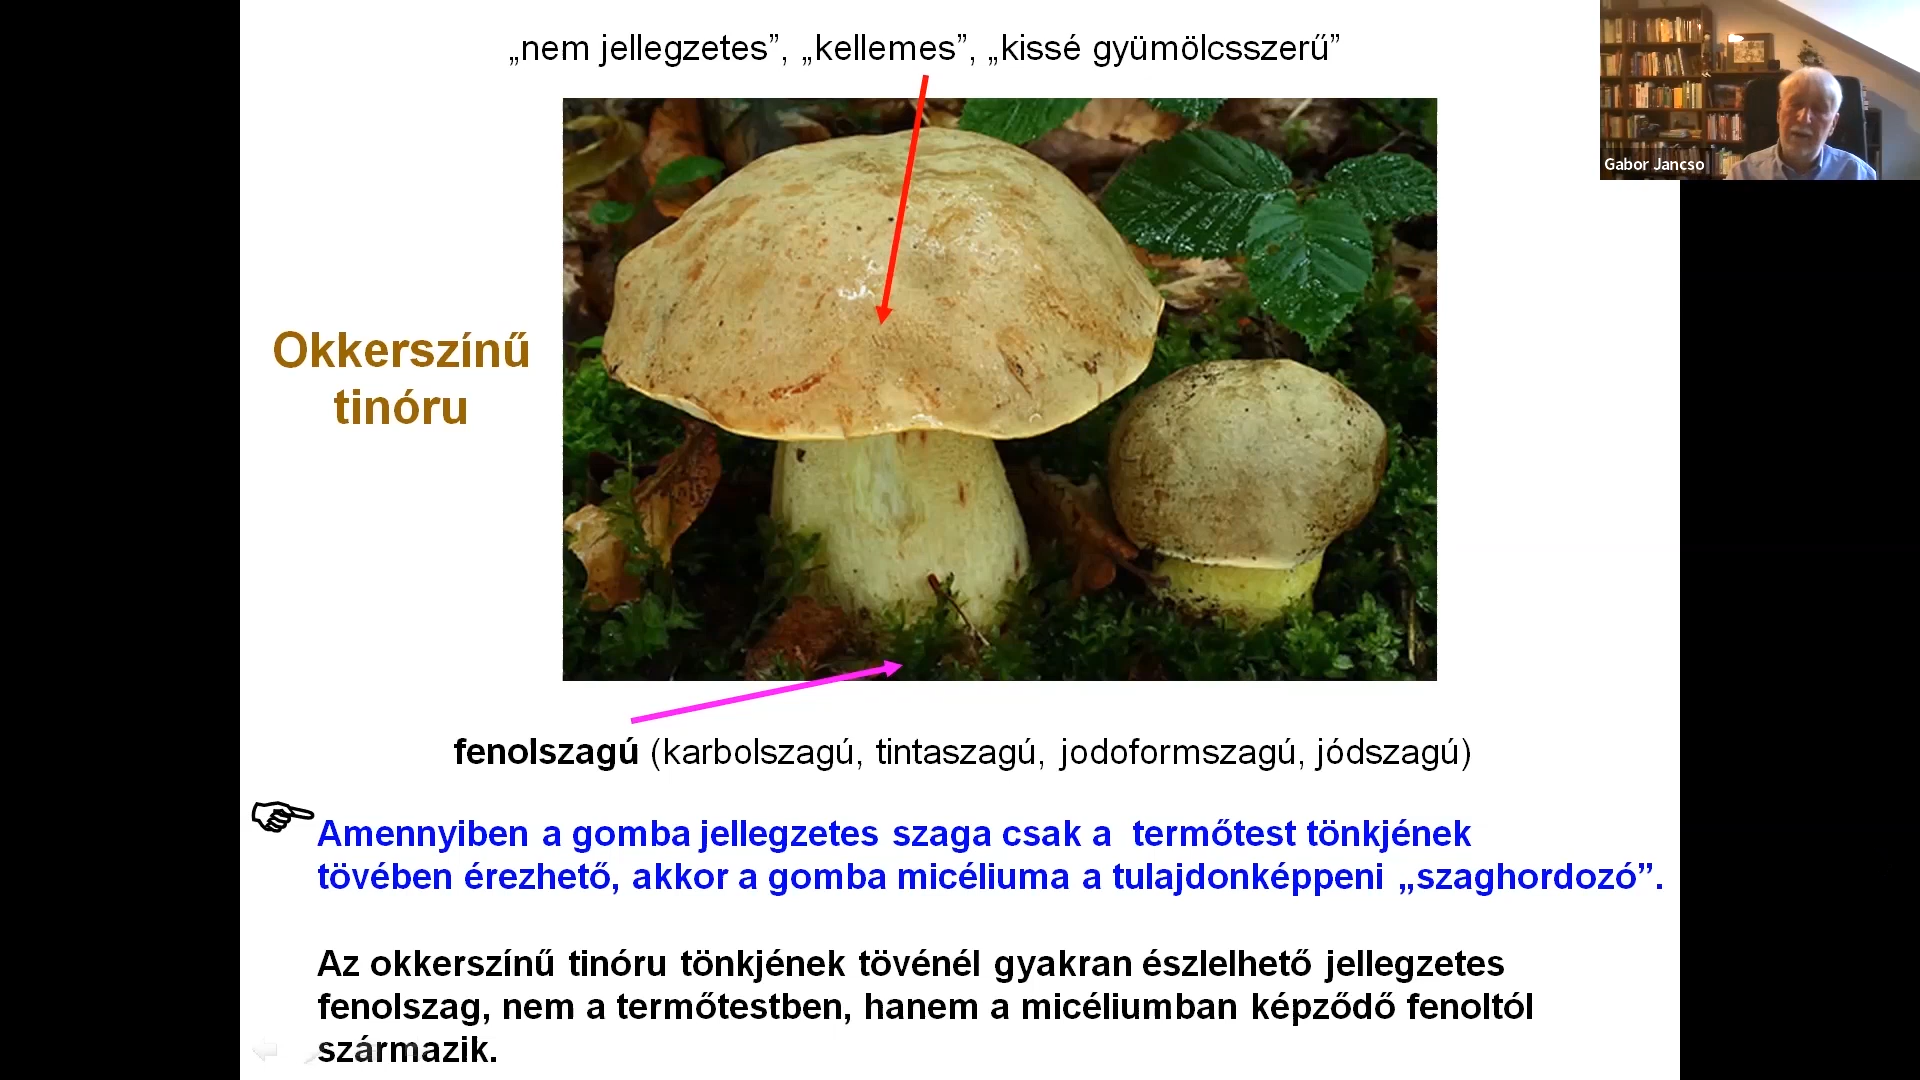 „nem jellegzetes”, „kellemes”, „kissé gyümölcsszerű”
Gabor Jancso
Okkerszínű
tinóru
fenolszagú (karbolszagú, tintaszagú, jodoformszagú, jódszagú)
Amennyiben a gomba jellegzetes szaga csak a termőtest tönkjének
tövében érezhető, akkor a gomba micéliuma a tulajdonképpeni „szaghordozó”.
Az okkerszínű tinóru tönkjének tövénél gyakran észlelhető jellegzetes
fenolszag, nem a termőtestben, hanem a micéliumban képződő fenoltól
származik.